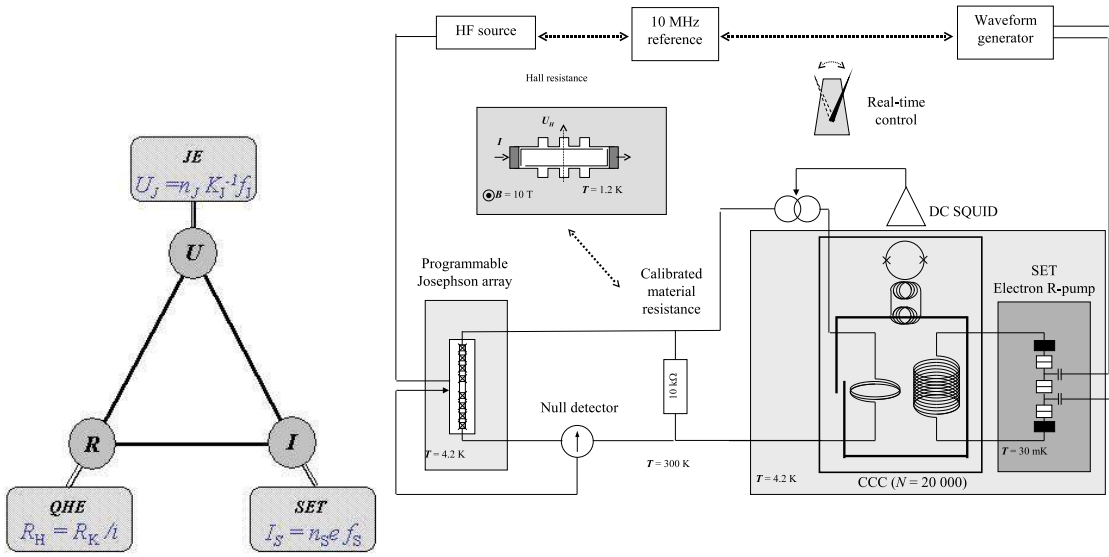 JE
U_J = n_J K_J^-1 f_J
U
R
I
QHE
R_H = R_K /i
SET
I_S = n_S e f_S
HF source
10 MHz
reference
Waveform
generator
Hall resistance
U_H
I
B = 10 T
T = 1.2 K
Real-time
control
DC SQUID
Programmable
Josephson array
Calibrated
material
resistance
SET
Electron R-pump
10 kΩ
Null detector
T = 4.2 K
T = 300 K
T = 4.2 K
T = 30 mK
CCC (N = 20 000)